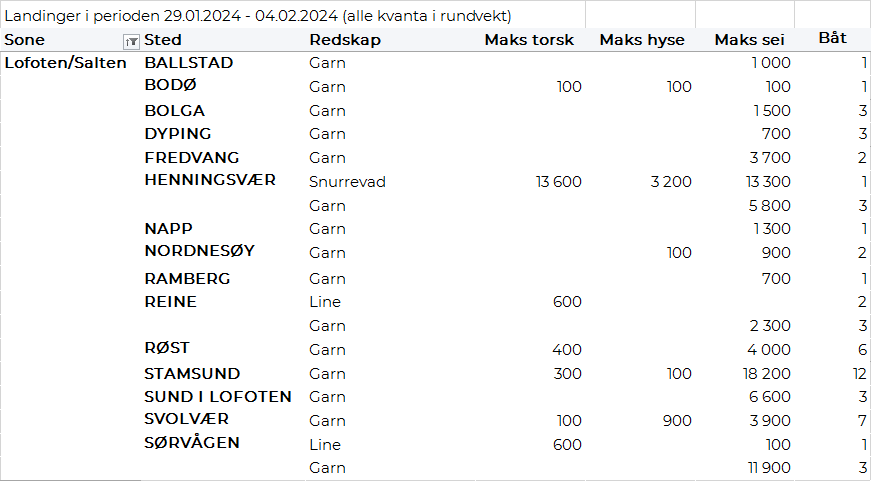 Landinger i perioden 29.01.2024 - 04.02.2024 (alle kvanta i rundvekt)
Sone Sted Redskap Maks torsk Maks hyse Maks sei Båt
Lofoten/Salten BALLSTAD Garn 1 000 1
BODØ Garn 100 100 100 1
BOLGA Garn 1 500 3
DYPING Garn 700 3
FREDVANG Garn 3 700 2
HENNINGSVÆR Snurrevad 13 600 3 200 13 300 1
Garn 5 800 3
NAPP Garn 1 300 1
NORDNESØY Garn 100 900 2
RAMBERG Garn 700 1
REINE Line 600 2
Garn 2 300 3
RØST Garn 400 4 000 6
STAMSUND Garn 300 100 18 200 12
SUND I LOFOTEN Garn 6 600 3
SVOLVÆR Garn 100 900 3 900 7
SØRVÅGEN Line 600 100 1
Garn 11 900 3